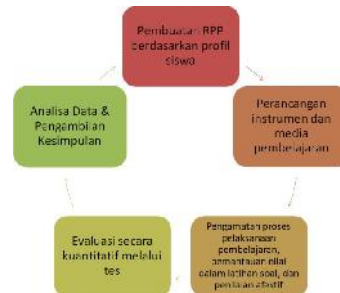 Pembuatan RPP
berdasarkan profil
siswa
Perancangan
instrumen dan
media
pembelajaran
Pengamatan proses
pelaksanaan
pembelajaran,
pemantauan nilai
dalam latihan soal, dan
penilaian afektif
Evaluasi secara
kuantitatif melalui
tes
Analisa Data &
Pengambilan
Kesimpulan